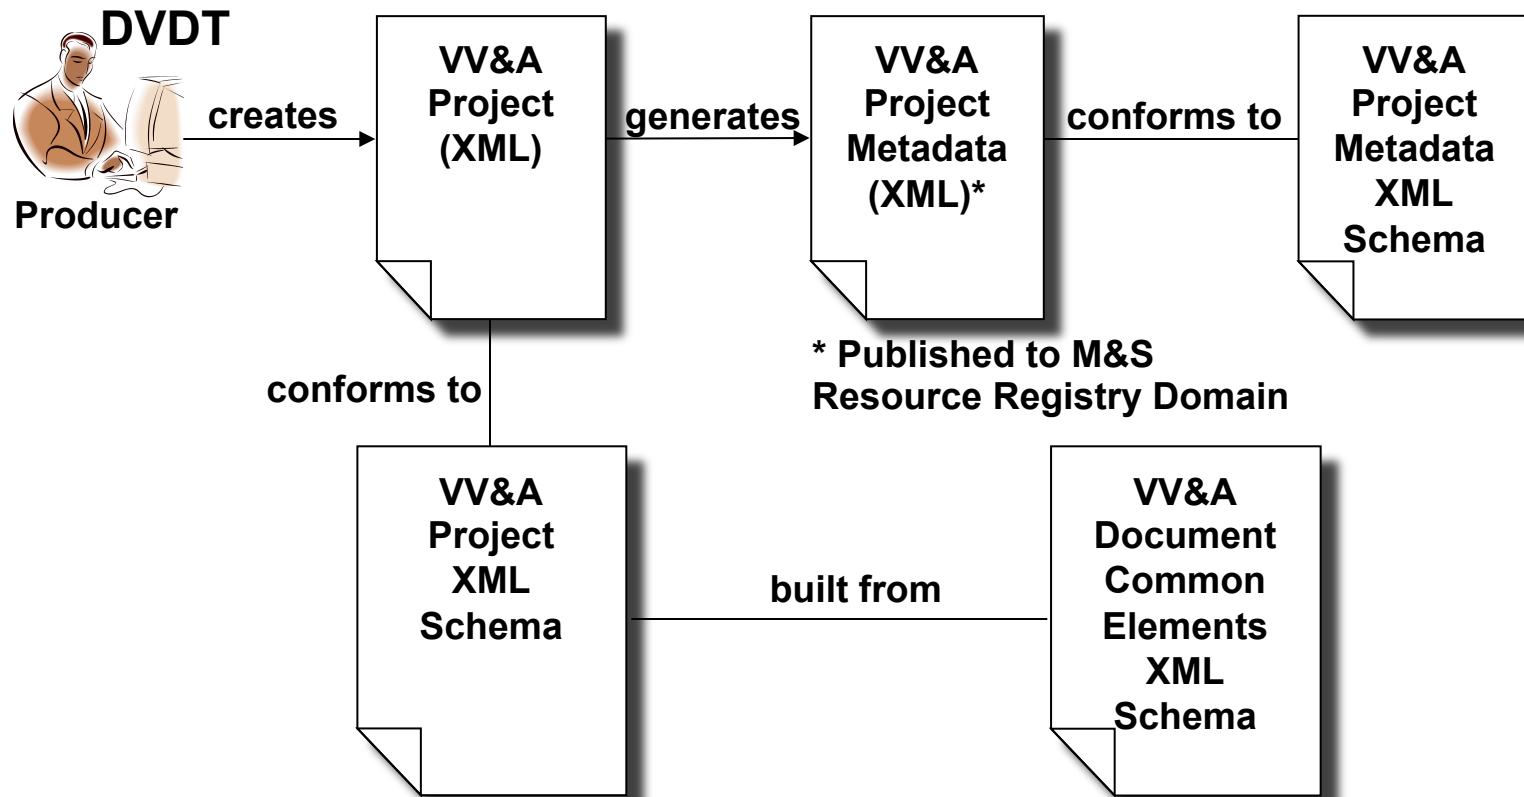 DVDT
Producer
creates
VV&A
Project
(XML)
generates
VV&A
Project
Metadata
(XML)*
conforms to
VV&A
Project
Metadata
XML
Schema
* Published to M&S
Resource Registry Domain
conforms to
VV&A
Project
XML
Schema
built from
VV&A
Document
Common
Elements
XML
Schema